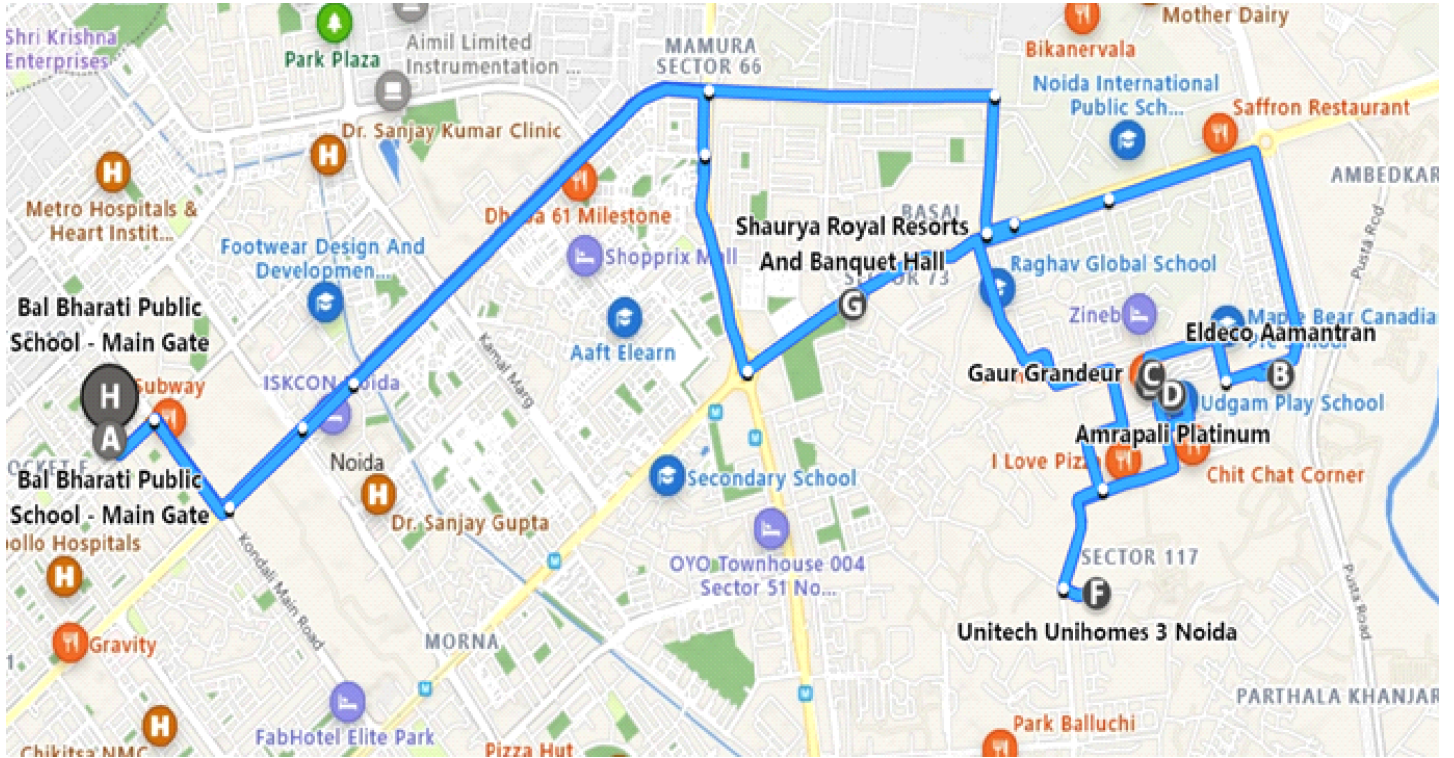 Shri Krishna
Enterprises
Park Plaza
Aimil Limited
Instrumentation ...
MAMURA
SECTOR 66
Mother Dairy
Bikanervala
Noida International
Public Sch...
Saffron Restaurant
H
Dr. Sanjay Kumar Clinic
H
Metro Hospitals &
Heart Instit...
AMBEDKAR
61 Milestone
Pusta Rod
BASAI
Shaurya Royal Resorts
And Banquet Hall
SECTOR 73
G
Footwear Design And
Developmen...
Shopprix Mall
Raghav Global School
Zineb
Maple Bear Canadian
Eldeco Aamantran
Bal Bharati Public
School - Main Gate
Aaft Elearn
Kamal Marg
Gaur Grandeur
C
D
B
Udgam Play School
H
Subway
ISKCON Noida
A
Amrapali Platinum
I Love Pizza
Chit Chat Corner
Noida
H
Dr. Sanjay Gupta
Secondary School
Bal Bharati Public
School - Main Gate
Hospitals
H
Kondali Main Road
OYO Townhouse 004
Sector 51 No...
SECTOR 117
F
Unitech Unihomes 3 Noida
Pusta Road
Gravity
MORNA
M
M
M
M
M
PARTHALA KHANJAR
H
Chikitsa NMC
FabHotel Elite Park
Pizza Hut
Park Balluchi